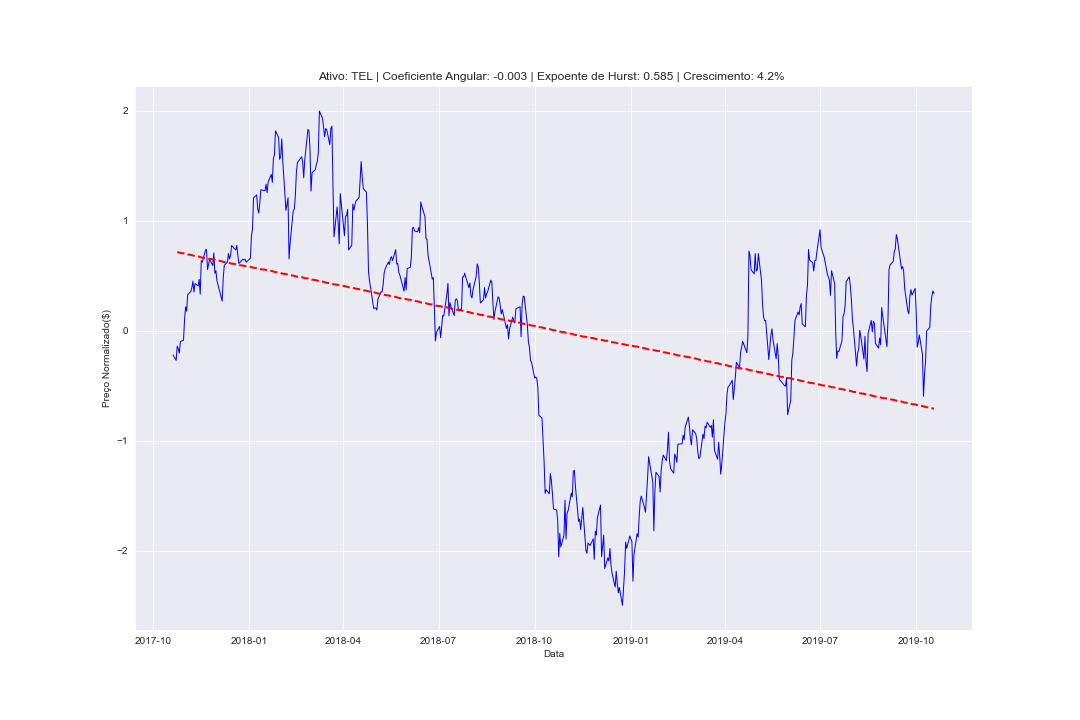 Ativo: TEL | Coeficiente Angular: -0.003 | Expoente de Hurst: 0.585 | Crescimento: 4.2%
2
1
0
−1
−2
Preço Normalizado($)
2017-10 2018-01 2018-04 2018-07 2018-10 2019-01 2019-04 2019-07 2019-10
Data